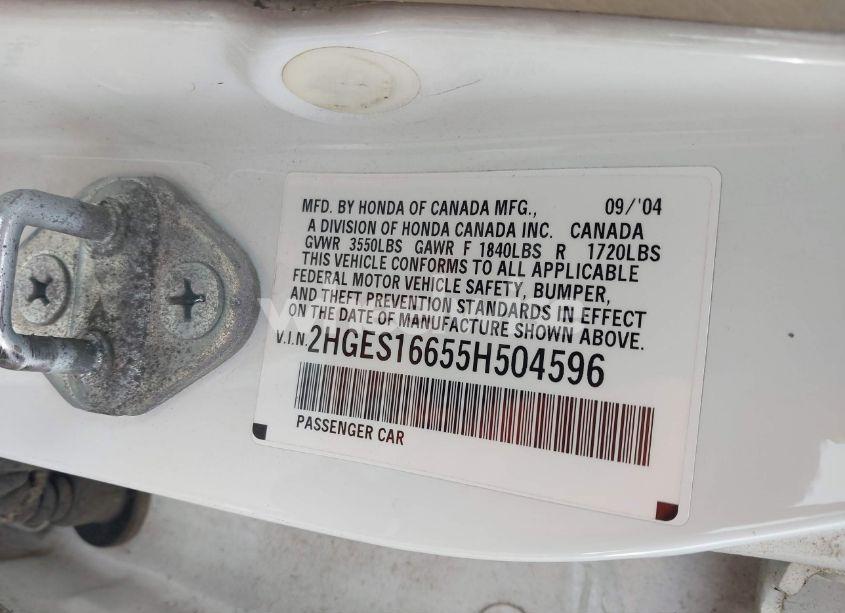 MFD. BY HONDA OF CANADA MFG., 09/'04
A DIVISION OF HONDA CANADA INC. CANADA
GVWR 3550LBS GAWR F 1840LBS R 1720LBS
THIS VEHICLE CONFORMS TO ALL APPLICABLE
FEDERAL MOTOR VEHICLE SAFETY, BUMPER,
AND THEFT PREVENTION STANDARDS IN EFFECT
ON THE DATE OF MANUFACTURE SHOWN ABOVE.
V.I.N. 2HGES16655H504596
PASSENGER CAR